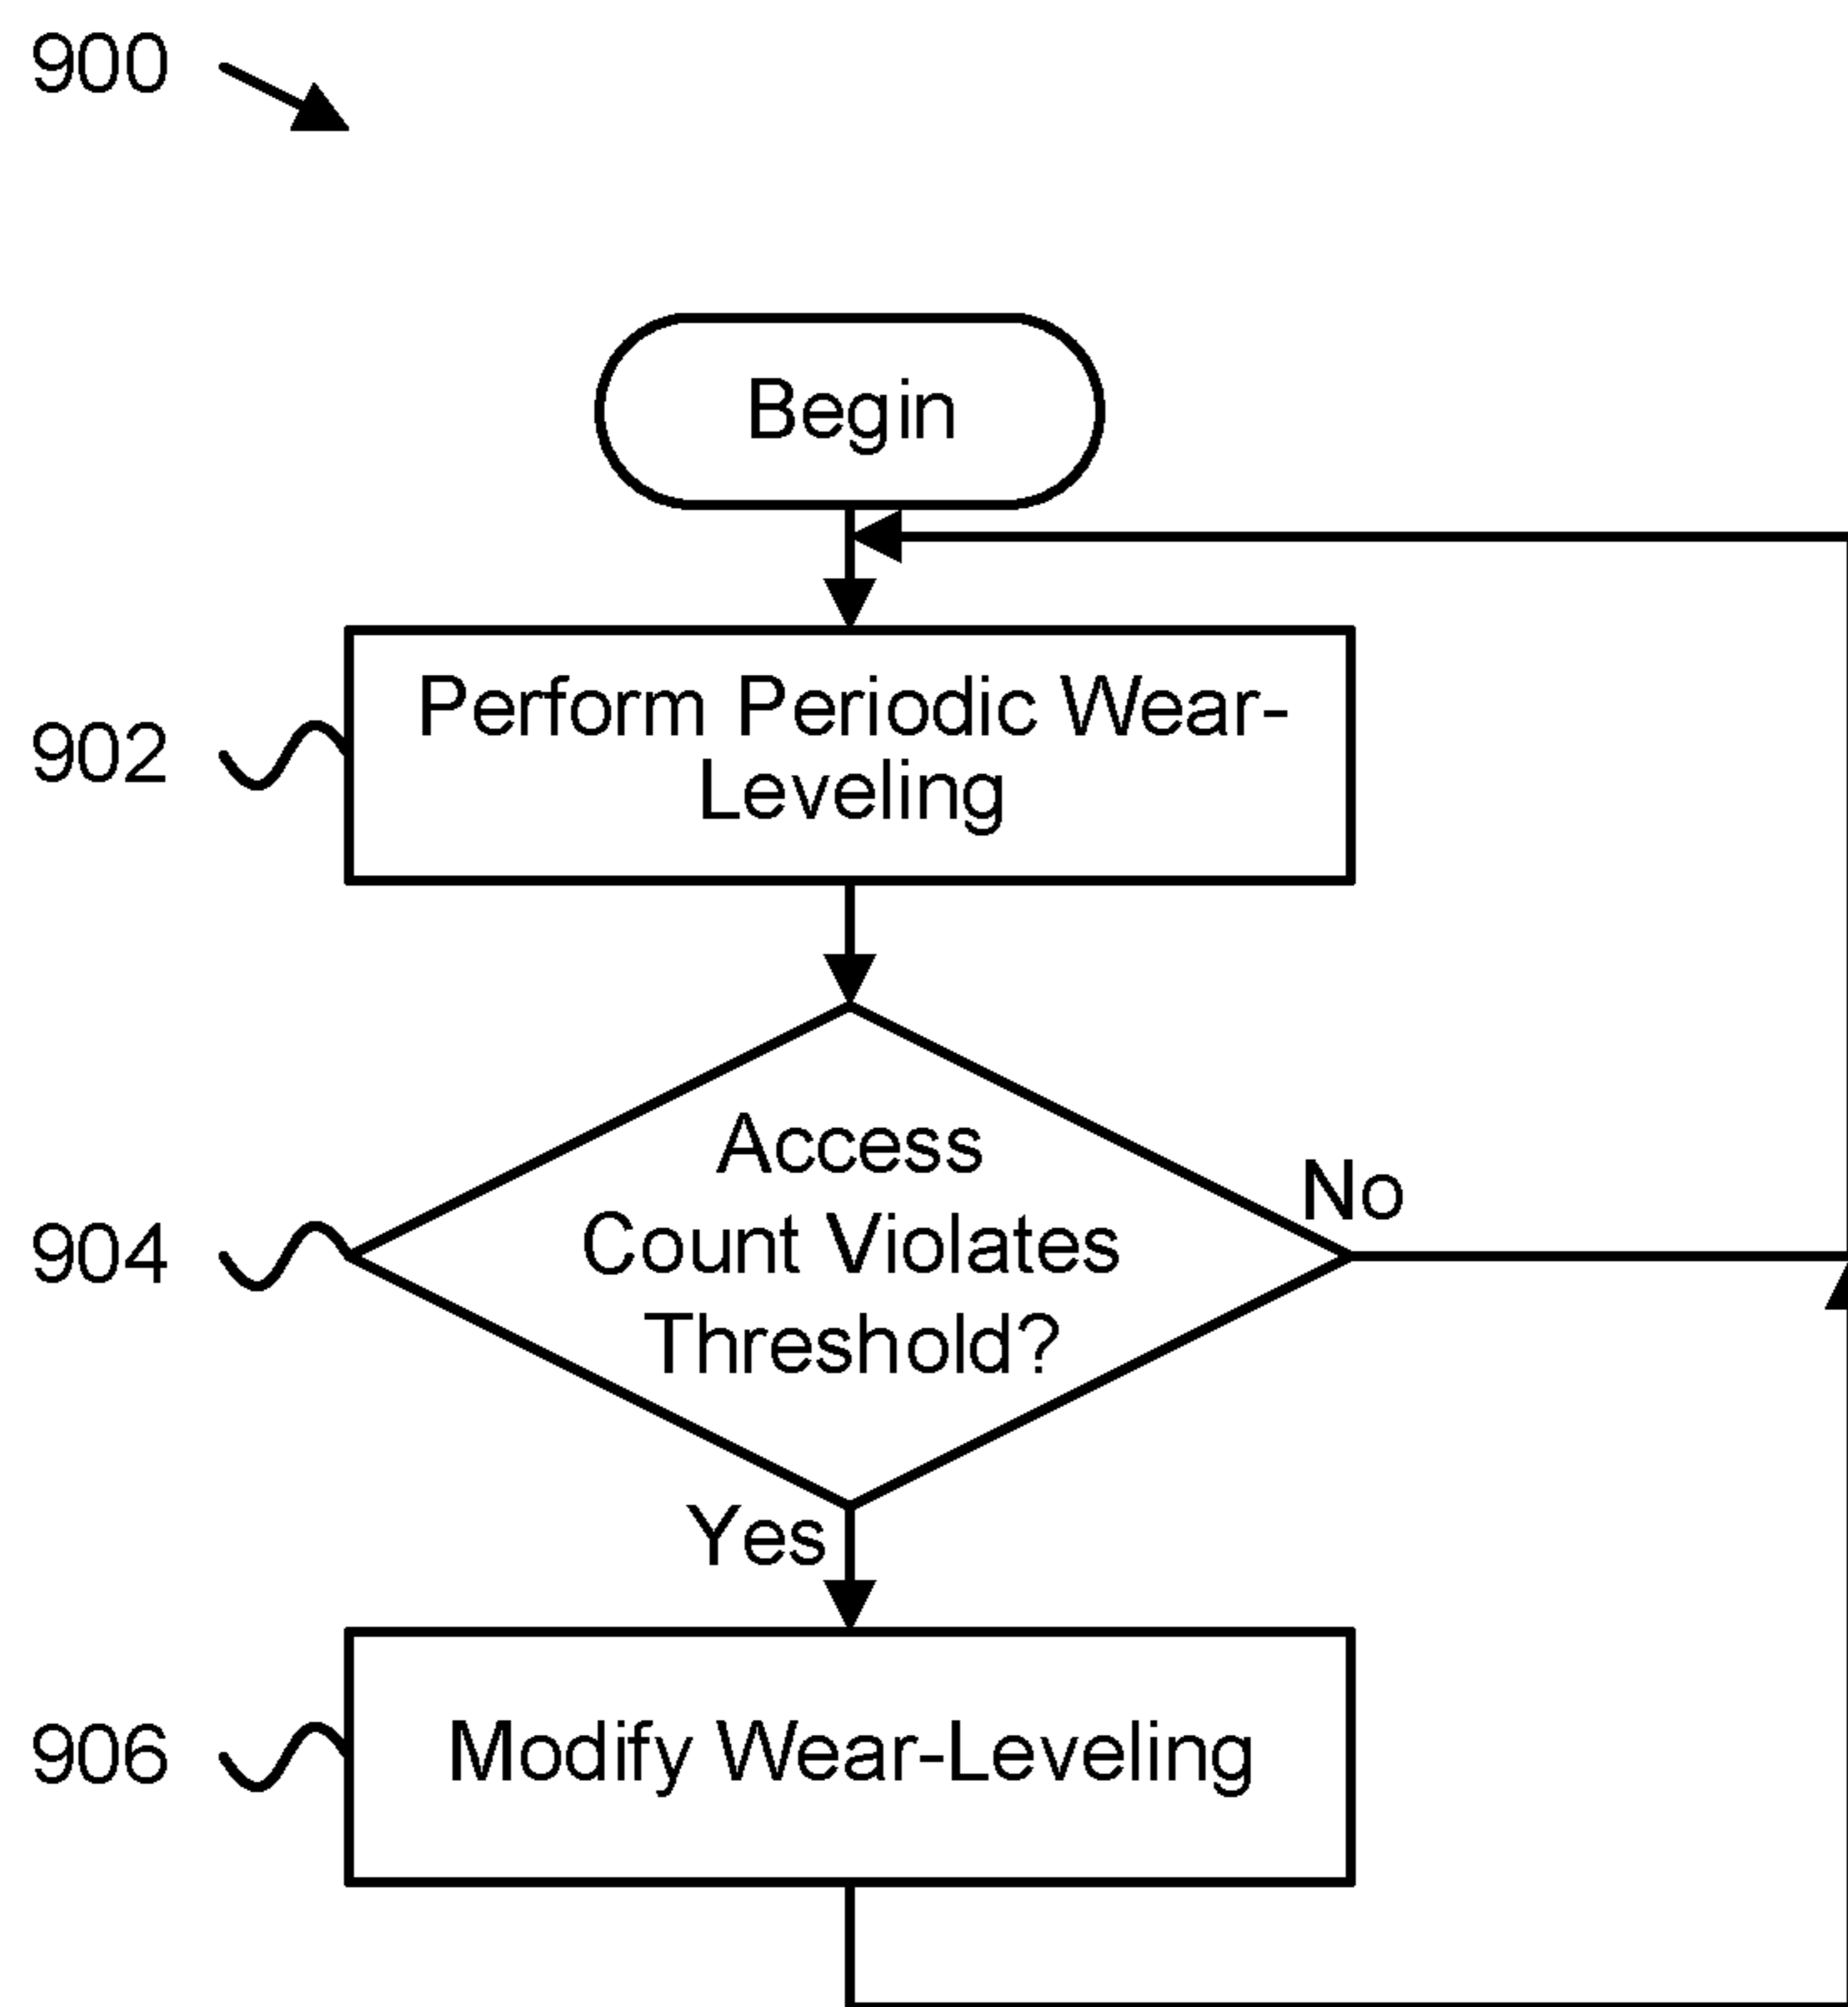 900
Begin
902
Perform Periodic Wear-
Leveling
904
Access
Count Violates
Threshold?
No
Yes
906
Modify Wear-Leveling